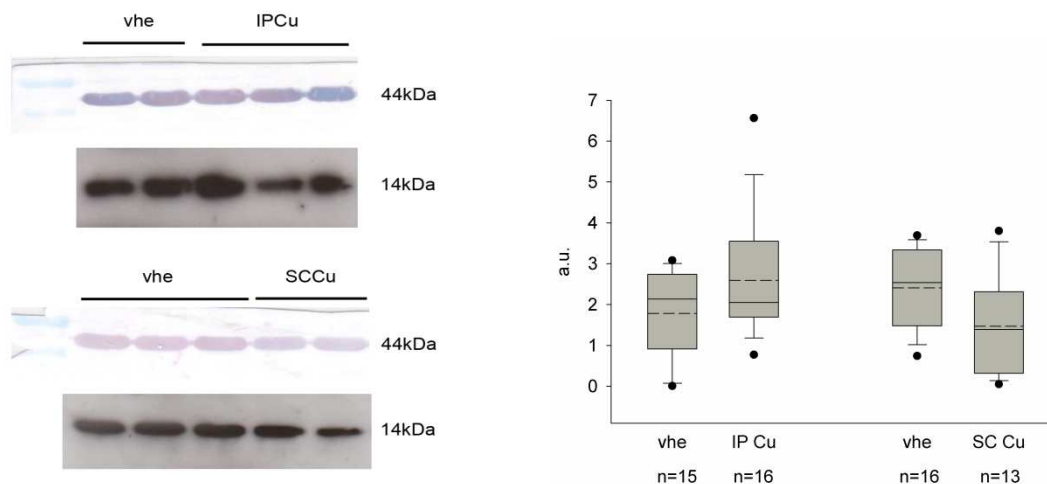 vhe IPCu
44kDa
14kDa
vhe SCCu
44kDa
14kDa
7
6
5
4
3
2
1
0
a.u.
vhe IP Cu vhe SC Cu
n=15 n=16 n=16 n=13